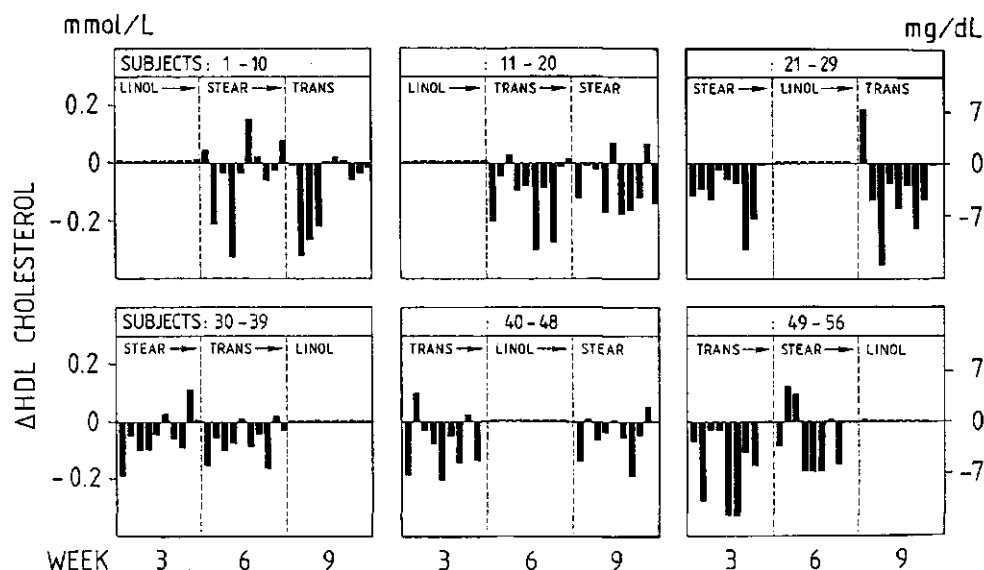 mmol/L mg/dL
SUBJECTS: 1-10 : 11-20 : 21-29
LINOL → STEAR → TRANS LINOL → TRANS → STEAR STEAR → LINOL → TRANS
0.2 7
0 0
-0.2 -7
ΔHDL CHOLESTEROL
SUBJECTS: 30-39 : 40-48 : 49-56
STEAR → TRANS → LINOL TRANS → LINOL → STEAR TRANS → STEAR → LINOL
0.2 7
0 0
-0.2 -7
WEEK 3 6 9 3 6 9 3 6 9